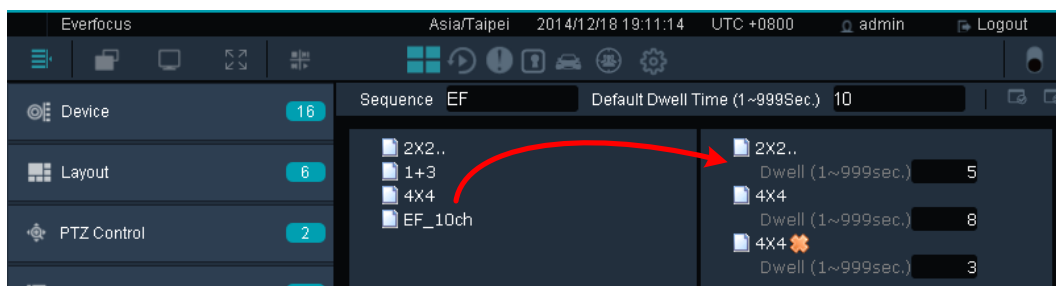 Everfocus Asia/Taipei 2014/12/18 19:11:14 UTC +0800 admin Logout
Device 16
Layout 6
PTZ Control 2
Sequence EF Default Dwell Time (1~999Sec.) 10
2X2..
1+3
4X4
EF_10ch
2X2..
Dwell (1~999sec.) 5
4X4
Dwell (1~999sec.) 8
4X4
Dwell (1~999sec.) 3